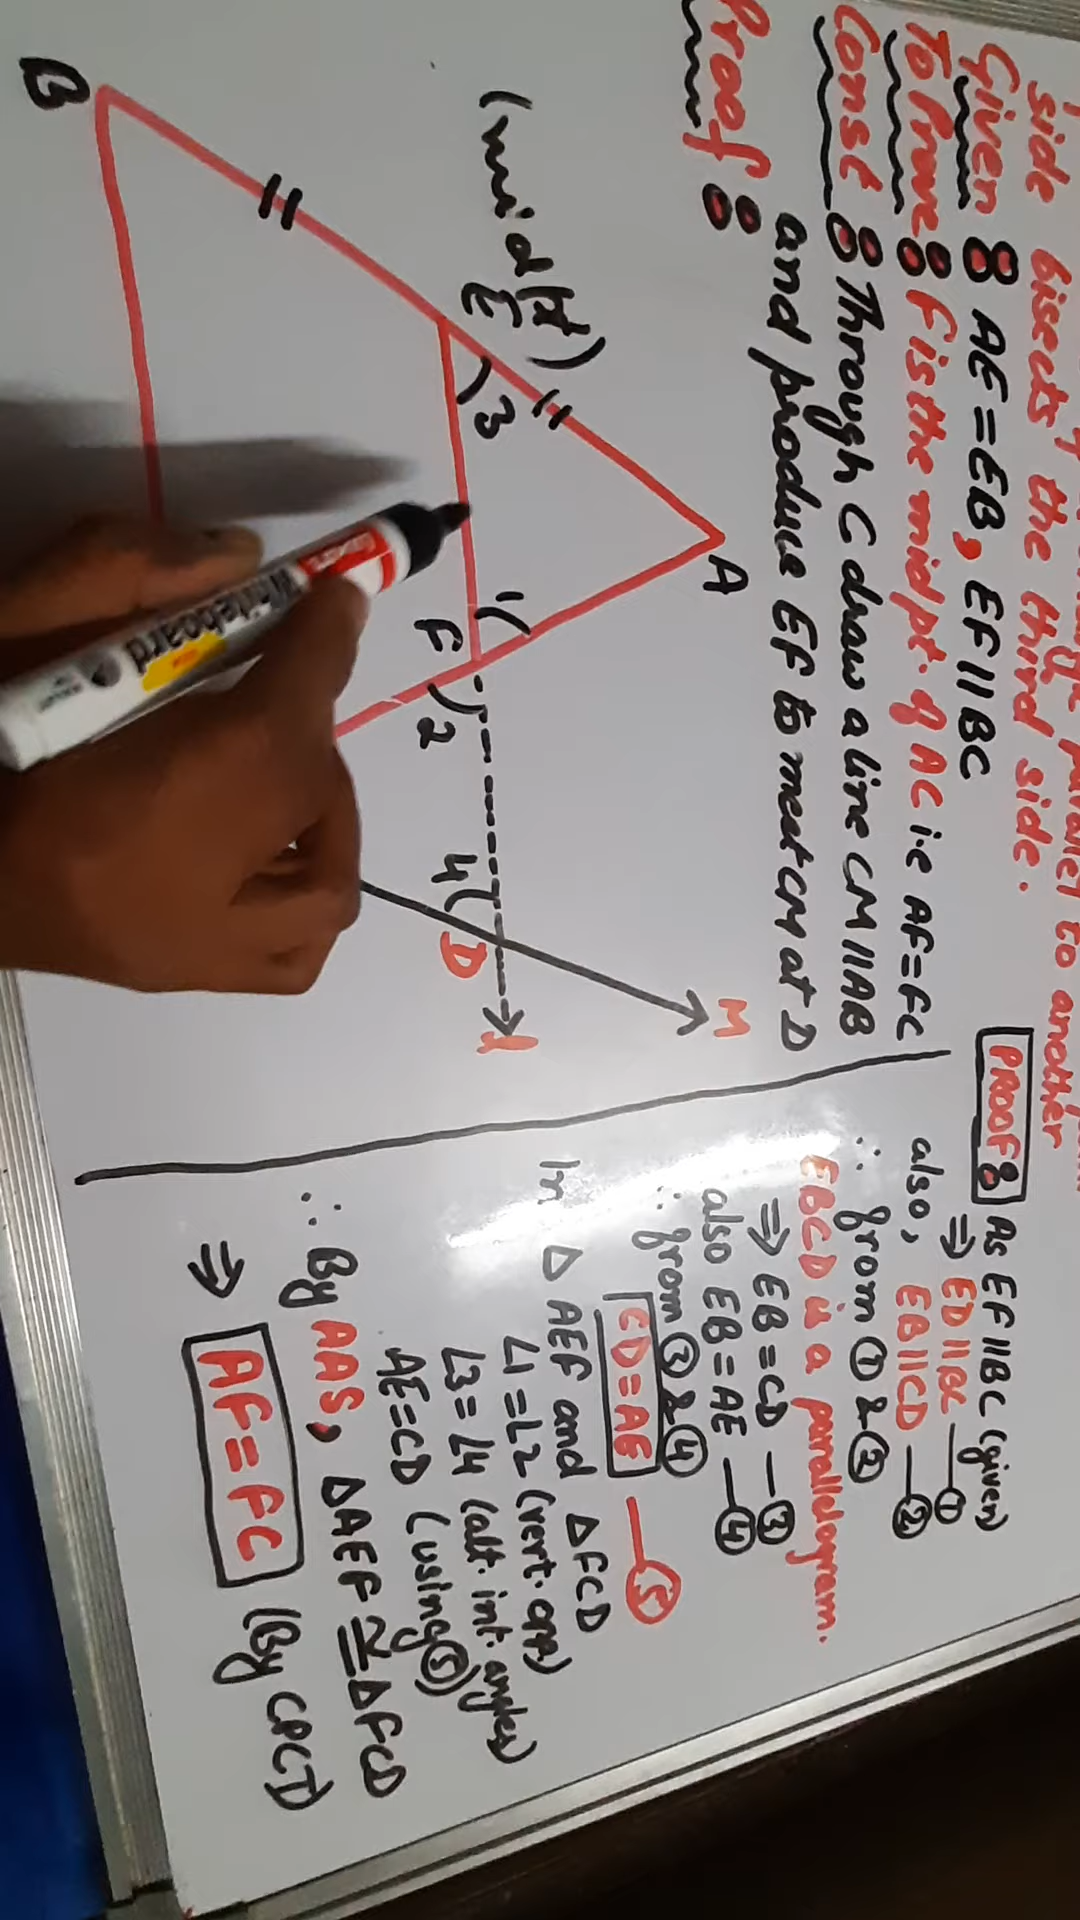 side bisects the third side.
Given : AE = EB, EF || BC
To Prove : F is the midpt. of AC i.e AF = FC
Const : Through C draw a line CM || AB
and produce EF to meet CM at D
Proof :
A
(mid pt)
E
3
1
F
2
4
D
M
l
B
Whiteboard
PROOF : As EF || BC (given)
⇒ ED || BC — ①
also, EB || CD — ②
∴ from ① & ②
EBCD is a parallelogram.
⇒ EB = CD — ③
also EB = AE — ④
∴ from ③ & ④
CD = AE — ⑤
In Δ AEF and Δ FCD
∠1 = ∠2 (vert. opp)
∠3 = ∠4 (alt. int. angles)
AE = CD (using ⑤)
∴ By AAS, ΔAEF ≅ ΔFCD
⇒ AF = FC (By CPCT)